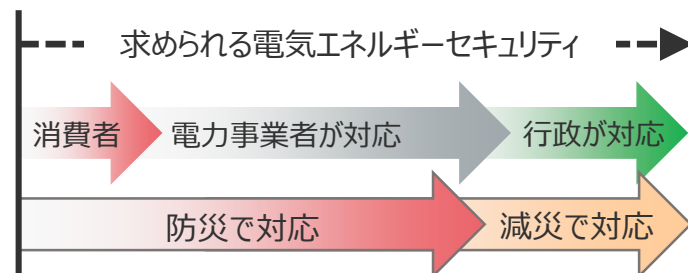 求められる電気エネルギーセキュリティ
消費者 電力事業者が対応 行政が対応
防災で対応 減災で対応